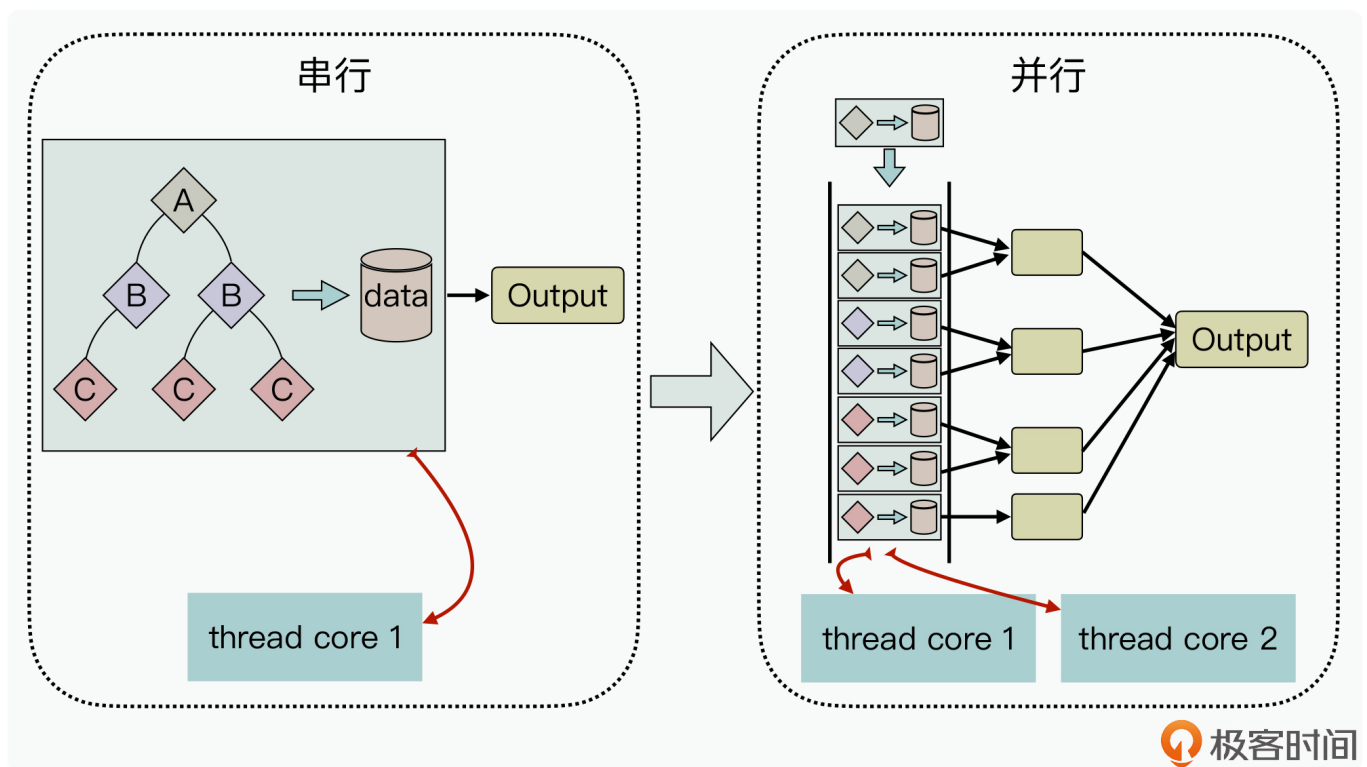 串行
A
B
B
C
C
C
data
Output
thread core 1
并行
Output
thread core 1
thread core 2
极客时间